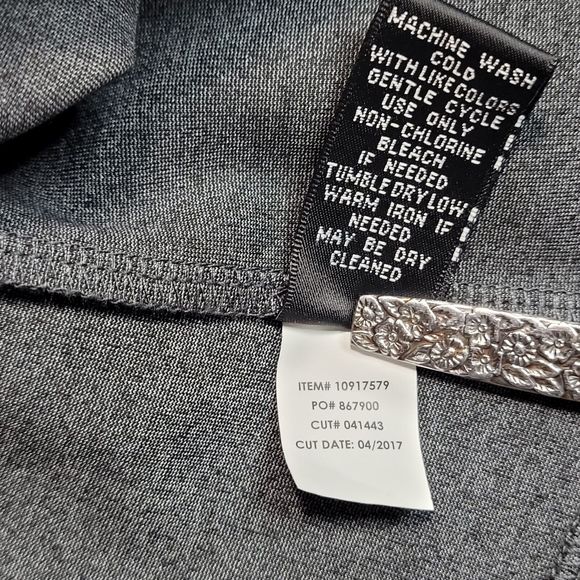 MACHINE WASH
COLD
WITH LIKE COLORS
GENTLE CYCLE
USE ONLY
NON-CHLORINE
BLEACH
IF NEEDED
TUMBLE DRY LOW
WARM IRON IF
NEEDED
MAY BE DRY
CLEANED
ITEM# 10917579
PO# 867900
CUT# 041443
CUT DATE: 04/2017